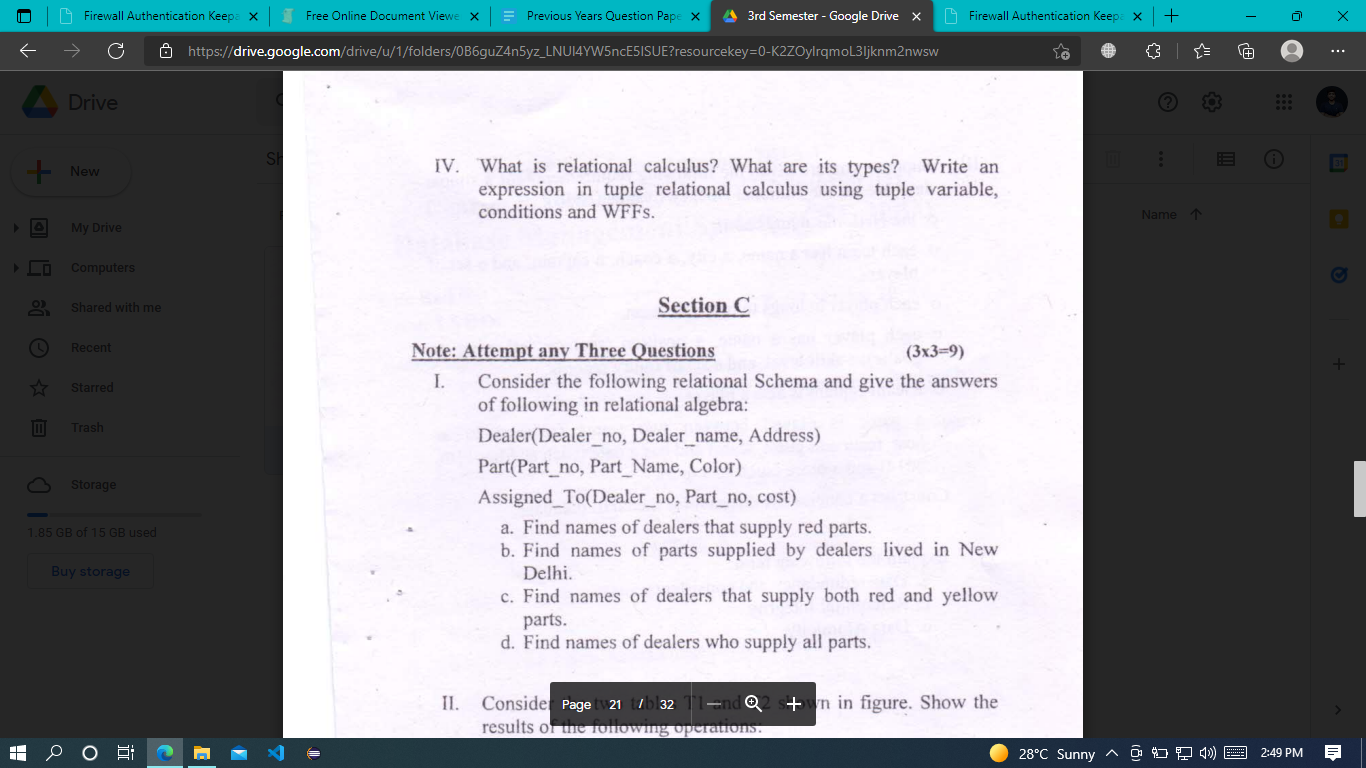 Firewall Authentication Keepa
Free Online Document Viewe
Previous Years Question Pape
3rd Semester - Google Drive
Firewall Authentication Keepa
https://drive.google.com/drive/u/1/folders/0B6guZ4n5yz_LNUl4YW5ncE5lSUE?resourcekey=0-K2ZOylrqmoL3Ijknm2nwsw
Drive
New
My Drive
Computers
Shared with me
Recent
Starred
Trash
Storage
1.85 GB of 15 GB used
Buy storage
Name
IV. What is relational calculus? What are its types? Write an
expression in tuple relational calculus using tuple variable,
conditions and WFFs.
Section C
Note: Attempt any Three Questions (3x3=9)
I. Consider the following relational Schema and give the answers
of following in relational algebra:
Dealer(Dealer_no, Dealer_name, Address)
Part(Part_no, Part_Name, Color)
Assigned_To(Dealer_no, Part_no, cost)
a. Find names of dealers that supply red parts.
b. Find names of parts supplied by dealers lived in New
Delhi.
c. Find names of dealers that supply both red and yellow
parts.
d. Find names of dealers who supply all parts.
II. Consider the two tables T1 and T2 shown in figure. Show the
results of the following operations:
Page 21 / 32
28°C Sunny
2:49 PM